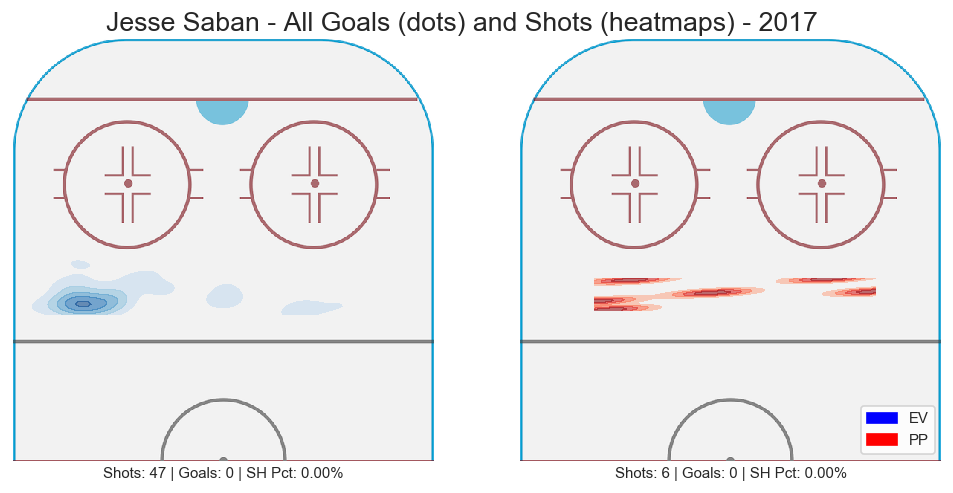 Jesse Saban - All Goals (dots) and Shots (heatmaps) - 2017
EV
PP
Shots: 47 | Goals: 0 | SH Pct: 0.00%
Shots: 6 | Goals: 0 | SH Pct: 0.00%